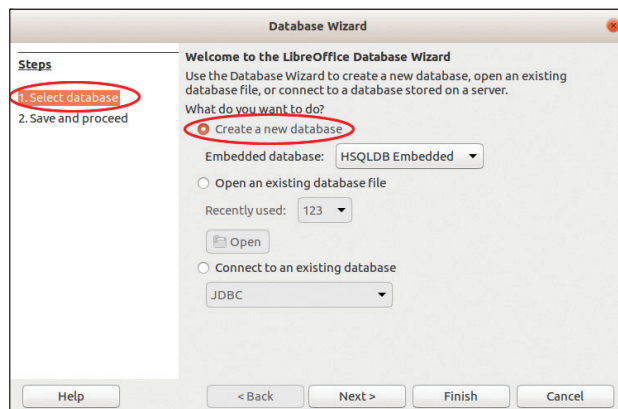 Database Wizard
Steps
1. Select database
2. Save and proceed
Welcome to the LibreOffice Database Wizard
Use the Database Wizard to create a new database, open an existing
database file, or connect to a database stored on a server.
What do you want to do?
Create a new database
Embedded database: HSQLDB Embedded
Open an existing database file
Recently used: 123
Open
Connect to an existing database
JDBC
Help
< Back
Next >
Finish
Cancel